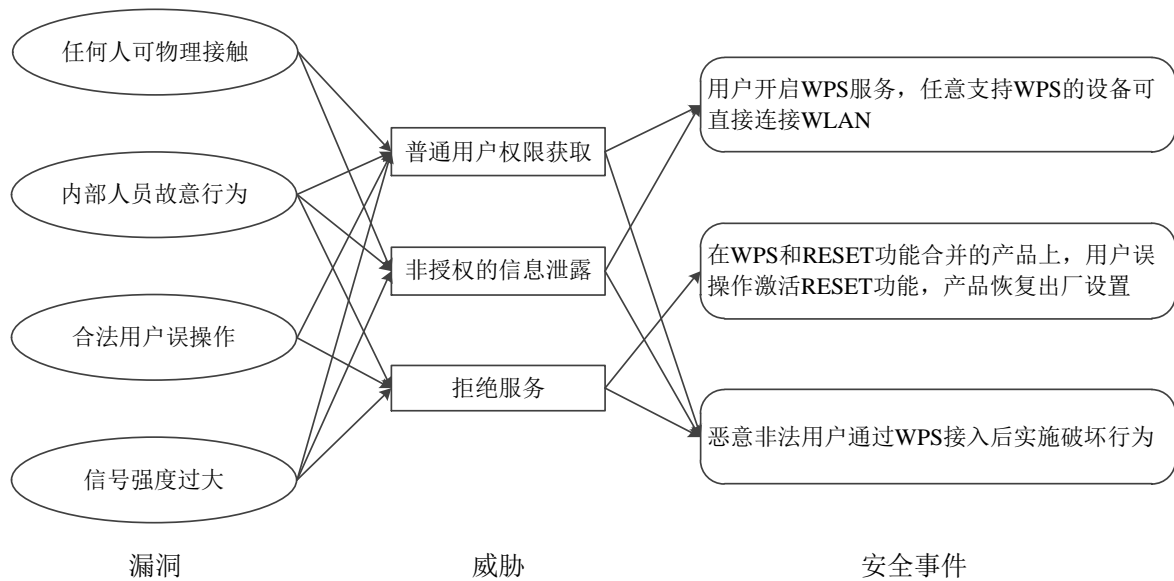 任何人可物理接触
内部人员故意行为
合法用户误操作
信号强度过大
漏洞
普通用户权限获取
非授权的信息泄露
拒绝服务
威胁
用户开启WPS服务，任意支持WPS的设备可
直接连接WLAN
在WPS和RESET功能合并的产品上，用户误
操作激活RESET功能，产品恢复出厂设置
恶意非法用户通过WPS接入后实施破坏行为
安全事件